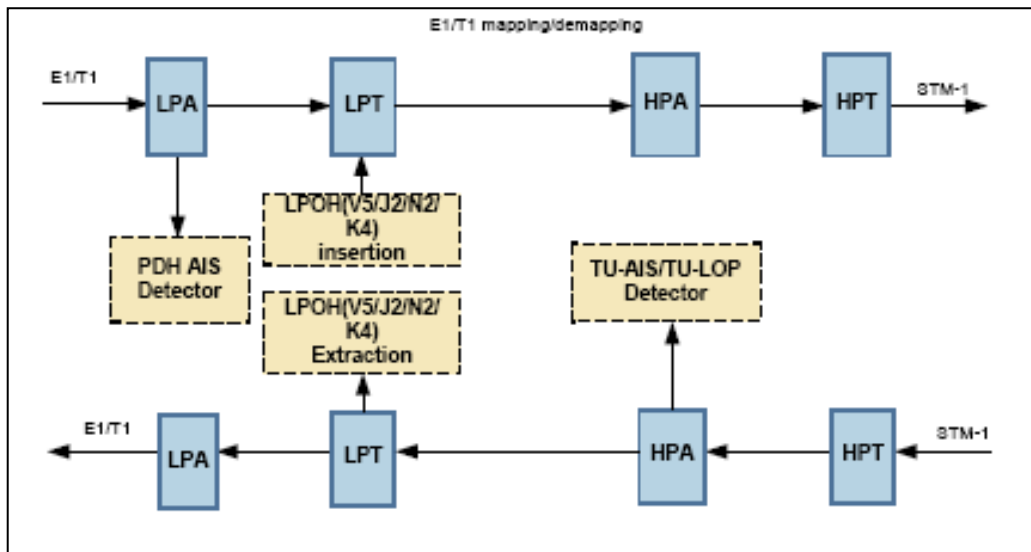 E1/T1 mapping/demapping
E1/T1
LPA
LPT
HPA
HPT
STM-1
LPOH(V5/J2/N2/
K4)
insertion
PDH AIS
Detector
TU-AIS/TU-LOP
Detector
LPOH(V5/J2/N2/
K4)
Extraction
E1/T1
LPA
LPT
HPA
HPT
STM-1